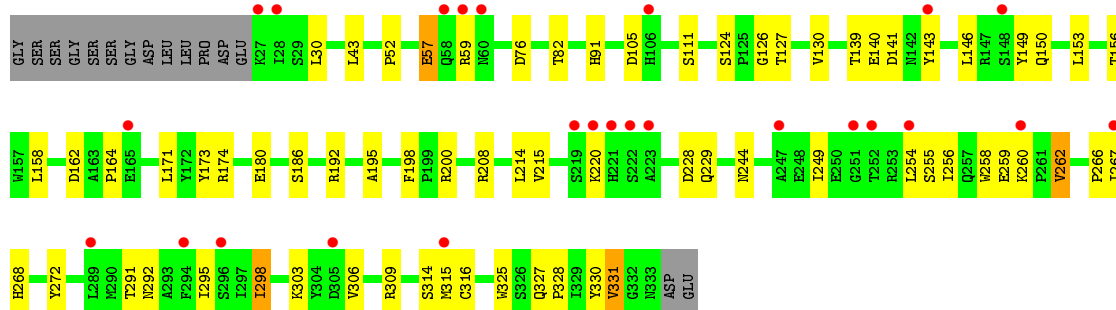 GLY SER SER GLY SER SER GLY ASP LEU LEU PRO ASP GLU K27 I28 S29 L30 L43 P52 E57 Q58 R59 N60 D76 T82 H91 D105 H106 S111 S124 P125 G126 T127 V130 T139 E140 D141 N142 Y143 L146 R147 S148 Y149 Q150 L153 T156
W157 L158 D162 A163 P164 E165 L171 Y172 Y173 R174 E180 S186 R192 A195 F198 P199 R200 R208 L214 V215 S219 K220 H221 S222 A223 D228 Q229 N244 A247 E248 I249 E250 G251 T252 R253 L254 S255 I256 Q257 W258 E259 K260 P261 V262 P266 I267
H268 Y272 L289 M290 T291 N292 A293 F294 I295 S296 I297 I298 K303 Y304 D305 V306 R309 S314 M315 C316 W325 S326 Q327 P328 I329 Y330 V331 G332 N333 ASP GLU